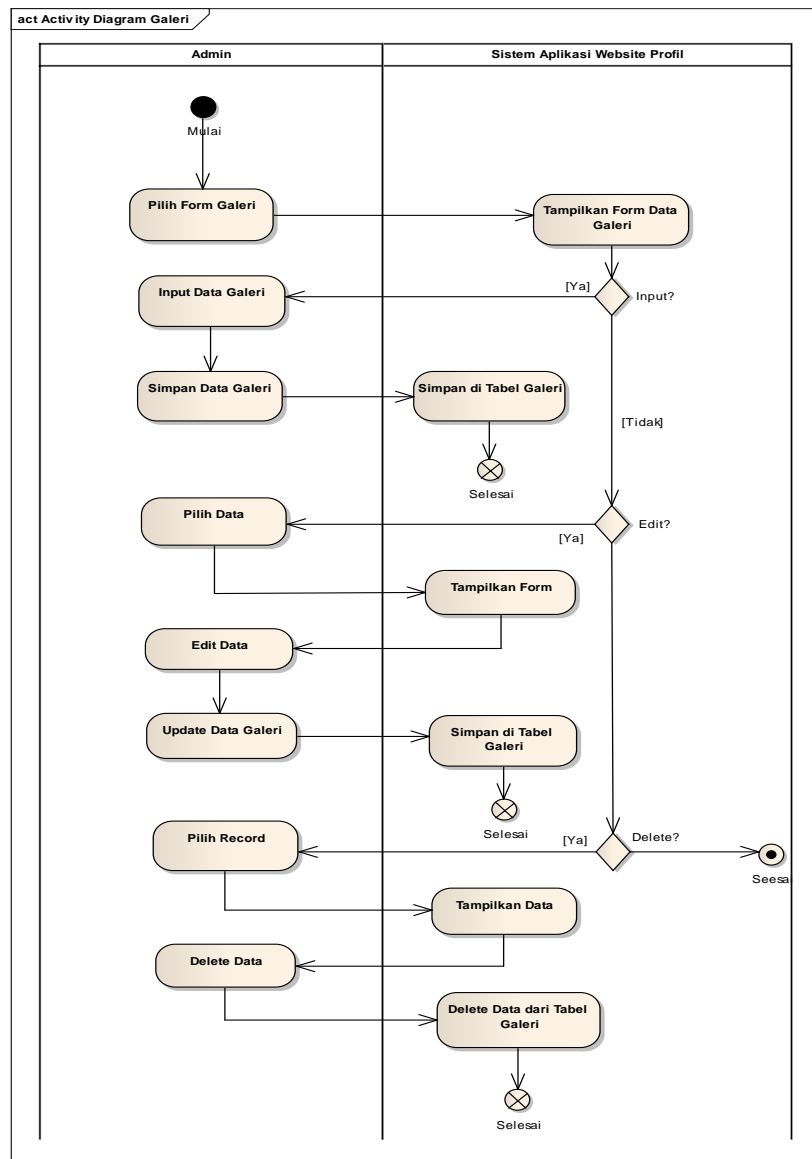 act Activity Diagram Galeri
Admin
Sistem Aplikasi Website Profil
Mulai
Pilih Form Galeri
Tampilkan Form Data
Galeri
[Ya]
Input?
Input Data Galeri
Simpan Data Galeri
Simpan di Tabel Galeri
[Tidak]
Selesai
Pilih Data
[Ya]
Edit?
Tampilkan Form
Edit Data
Update Data Galeri
Simpan di Tabel
Galeri
Selesai
Pilih Record
[Ya]
Delete?
Seesai
Tampilkan Data
Delete Data
Delete Data dari Tabel
Galeri
Selesai